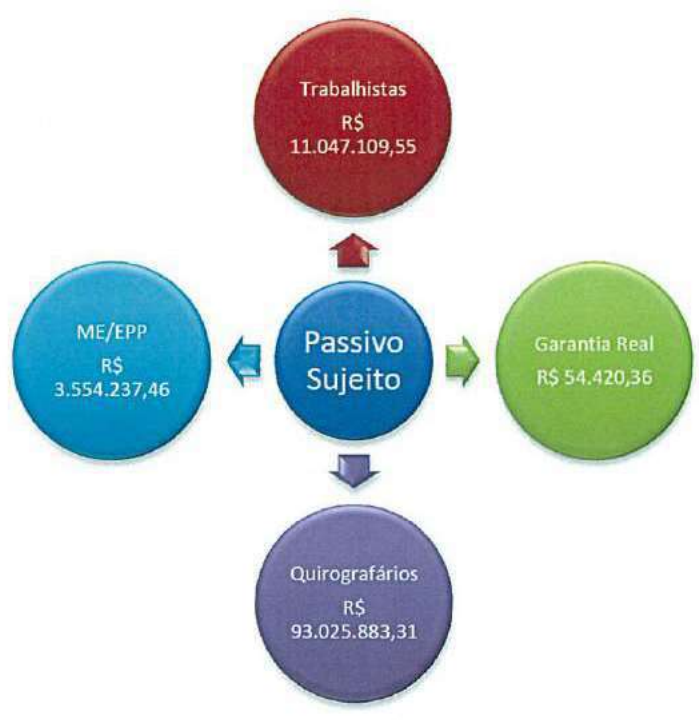 Trabalhistas
R$
11.047.109,55
ME/EPP
R$
3.554.237,46
Passivo
Sujeito
Garantia Real
R$ 54.420,36
Quirografários
R$
93.025.883,31